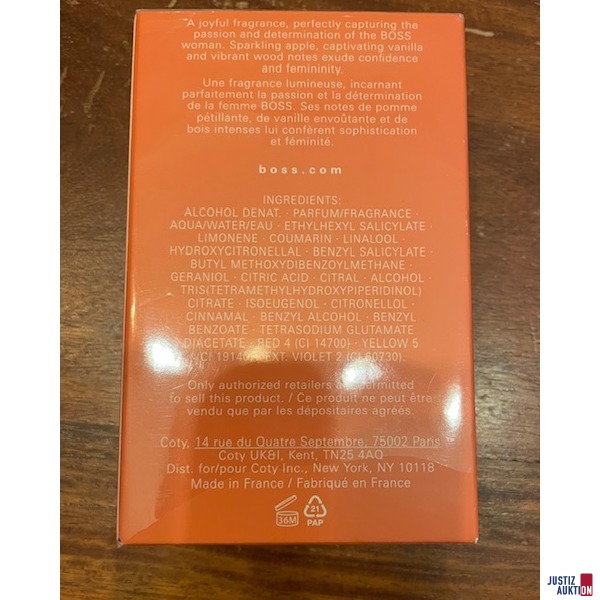 "A joyful fragrance, perfectly capturing the
passion and determination of the BOSS
woman. Sparkling apple, captivating vanilla
and vibrant wood notes exude confidence
and femininity.
Une fragrance lumineuse, incarnant
parfaitement la passion et la détermination
de la femme BOSS. Ses notes de pomme
pétillante, de vanille envoûtante et de
bois intenses lui confèrent sophistication
et féminité.
boss.com
INGREDIENTS:
ALCOHOL DENAT. · PARFUM/FRAGRANCE ·
AQUA/WATER/EAU · ETHYLHEXYL SALICYLATE ·
LIMONENE · COUMARIN · LINALOOL ·
HYDROXYCITRONELLAL · BENZYL SALICYLATE ·
BUTYL METHOXYDIBENZOYLMETHANE ·
GERANIOL · CITRIC ACID · CITRAL · ALCOHOL ·
TRIS(TETRAMETHYLHYDROXYPIPERIDINOL)
CITRATE · ISOEUGENOL · CITRONELLOL ·
CINNAMAL · BENZYL ALCOHOL · BENZYL
BENZOATE · TETRASODIUM GLUTAMATE
DIACETATE · RED 4 (CI 14700) · YELLOW 5
(CI 19140) · EXT. VIOLET 2 (CI 60730).
Only authorized retailers are permitted
to sell this product. / Ce produit ne peut être
vendu que par les dépositaires agréés.
Coty, 14 rue du Quatre Septembre, 75002 Paris
Coty UK&I, Kent, TN25 4AQ
Dist. for/pour Coty Inc., New York, NY 10118
Made in France / Fabriqué en France
36M
21
PAP
JUSTIZ
AUKTION